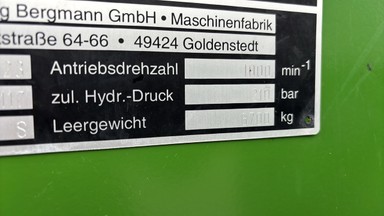 g Bergmann GmbH • Maschinenfabrik
straße 64-66 • 49424 Goldenstedt
Antriebsdrehzahl min⁻¹
zul. Hydr.-Druck bar
Leergewicht kg